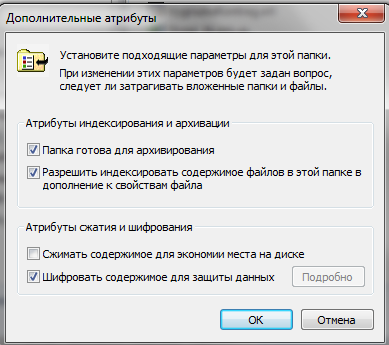 Дополнительные атрибуты
Установите подходящие параметры для этой папки.
При изменении этих параметров будет задан вопрос,
следует ли затрагивать вложенные папки и файлы.
Атрибуты индексирования и архивации
Папка готова для архивирования
Разрешить индексировать содержимое файлов в этой папке в
дополнение к свойствам файла
Атрибуты сжатия и шифрования
Сжимать содержимое для экономии места на диске
Шифровать содержимое для защиты данных
Подробно
ОК
Отмена